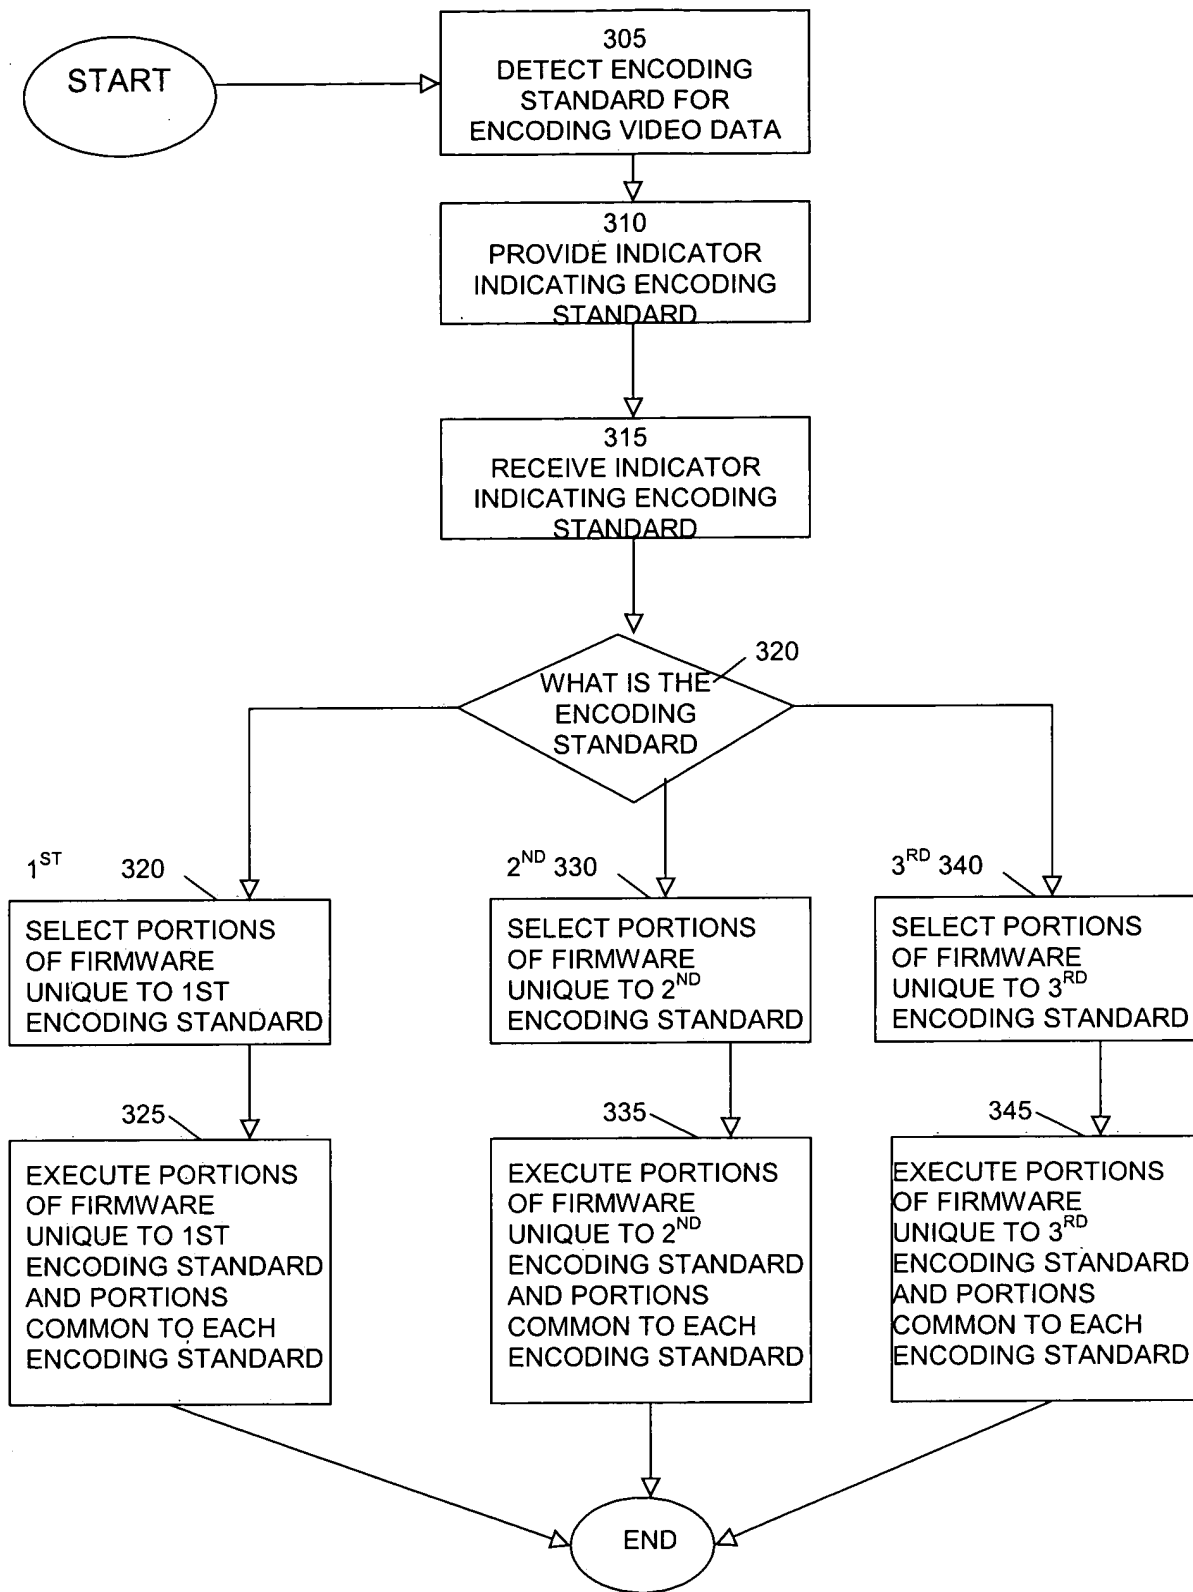 START
305
DETECT ENCODING
STANDARD FOR
ENCODING VIDEO DATA
310
PROVIDE INDICATOR
INDICATING ENCODING
STANDARD
315
RECEIVE INDICATOR
INDICATING ENCODING
STANDARD
320
WHAT IS THE
ENCODING
STANDARD
1ST 320
SELECT PORTIONS
OF FIRMWARE
UNIQUE TO 1ST
ENCODING STANDARD
2ND 330
SELECT PORTIONS
OF FIRMWARE
UNIQUE TO 2ND
ENCODING STANDARD
3RD 340
SELECT PORTIONS
OF FIRMWARE
UNIQUE TO 3RD
ENCODING STANDARD
325
EXECUTE PORTIONS
OF FIRMWARE
UNIQUE TO 1ST
ENCODING STANDARD
AND PORTIONS
COMMON TO EACH
ENCODING STANDARD
335
EXECUTE PORTIONS
OF FIRMWARE
UNIQUE TO 2ND
ENCODING STANDARD
AND PORTIONS
COMMON TO EACH
ENCODING STANDARD
345
EXECUTE PORTIONS
OF FIRMWARE
UNIQUE TO 3RD
ENCODING STANDARD
AND PORTIONS
COMMON TO EACH
ENCODING STANDARD
END